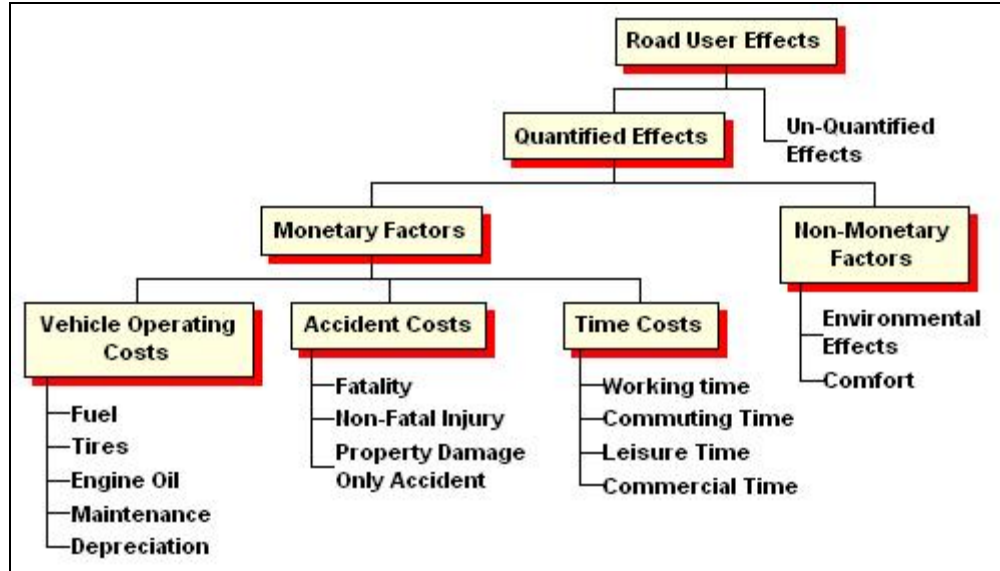 Road User Effects
Quantified Effects
Un-Quantified
Effects
Monetary Factors
Non-Monetary
Factors
Vehicle Operating
Costs
Accident Costs
Time Costs
Environmental
Effects
Comfort
Fuel
Tires
Engine Oil
Maintenance
Depreciation
Fatality
Non-Fatal Injury
Property Damage
Only Accident
Working time
Commuting Time
Leisure Time
Commercial Time